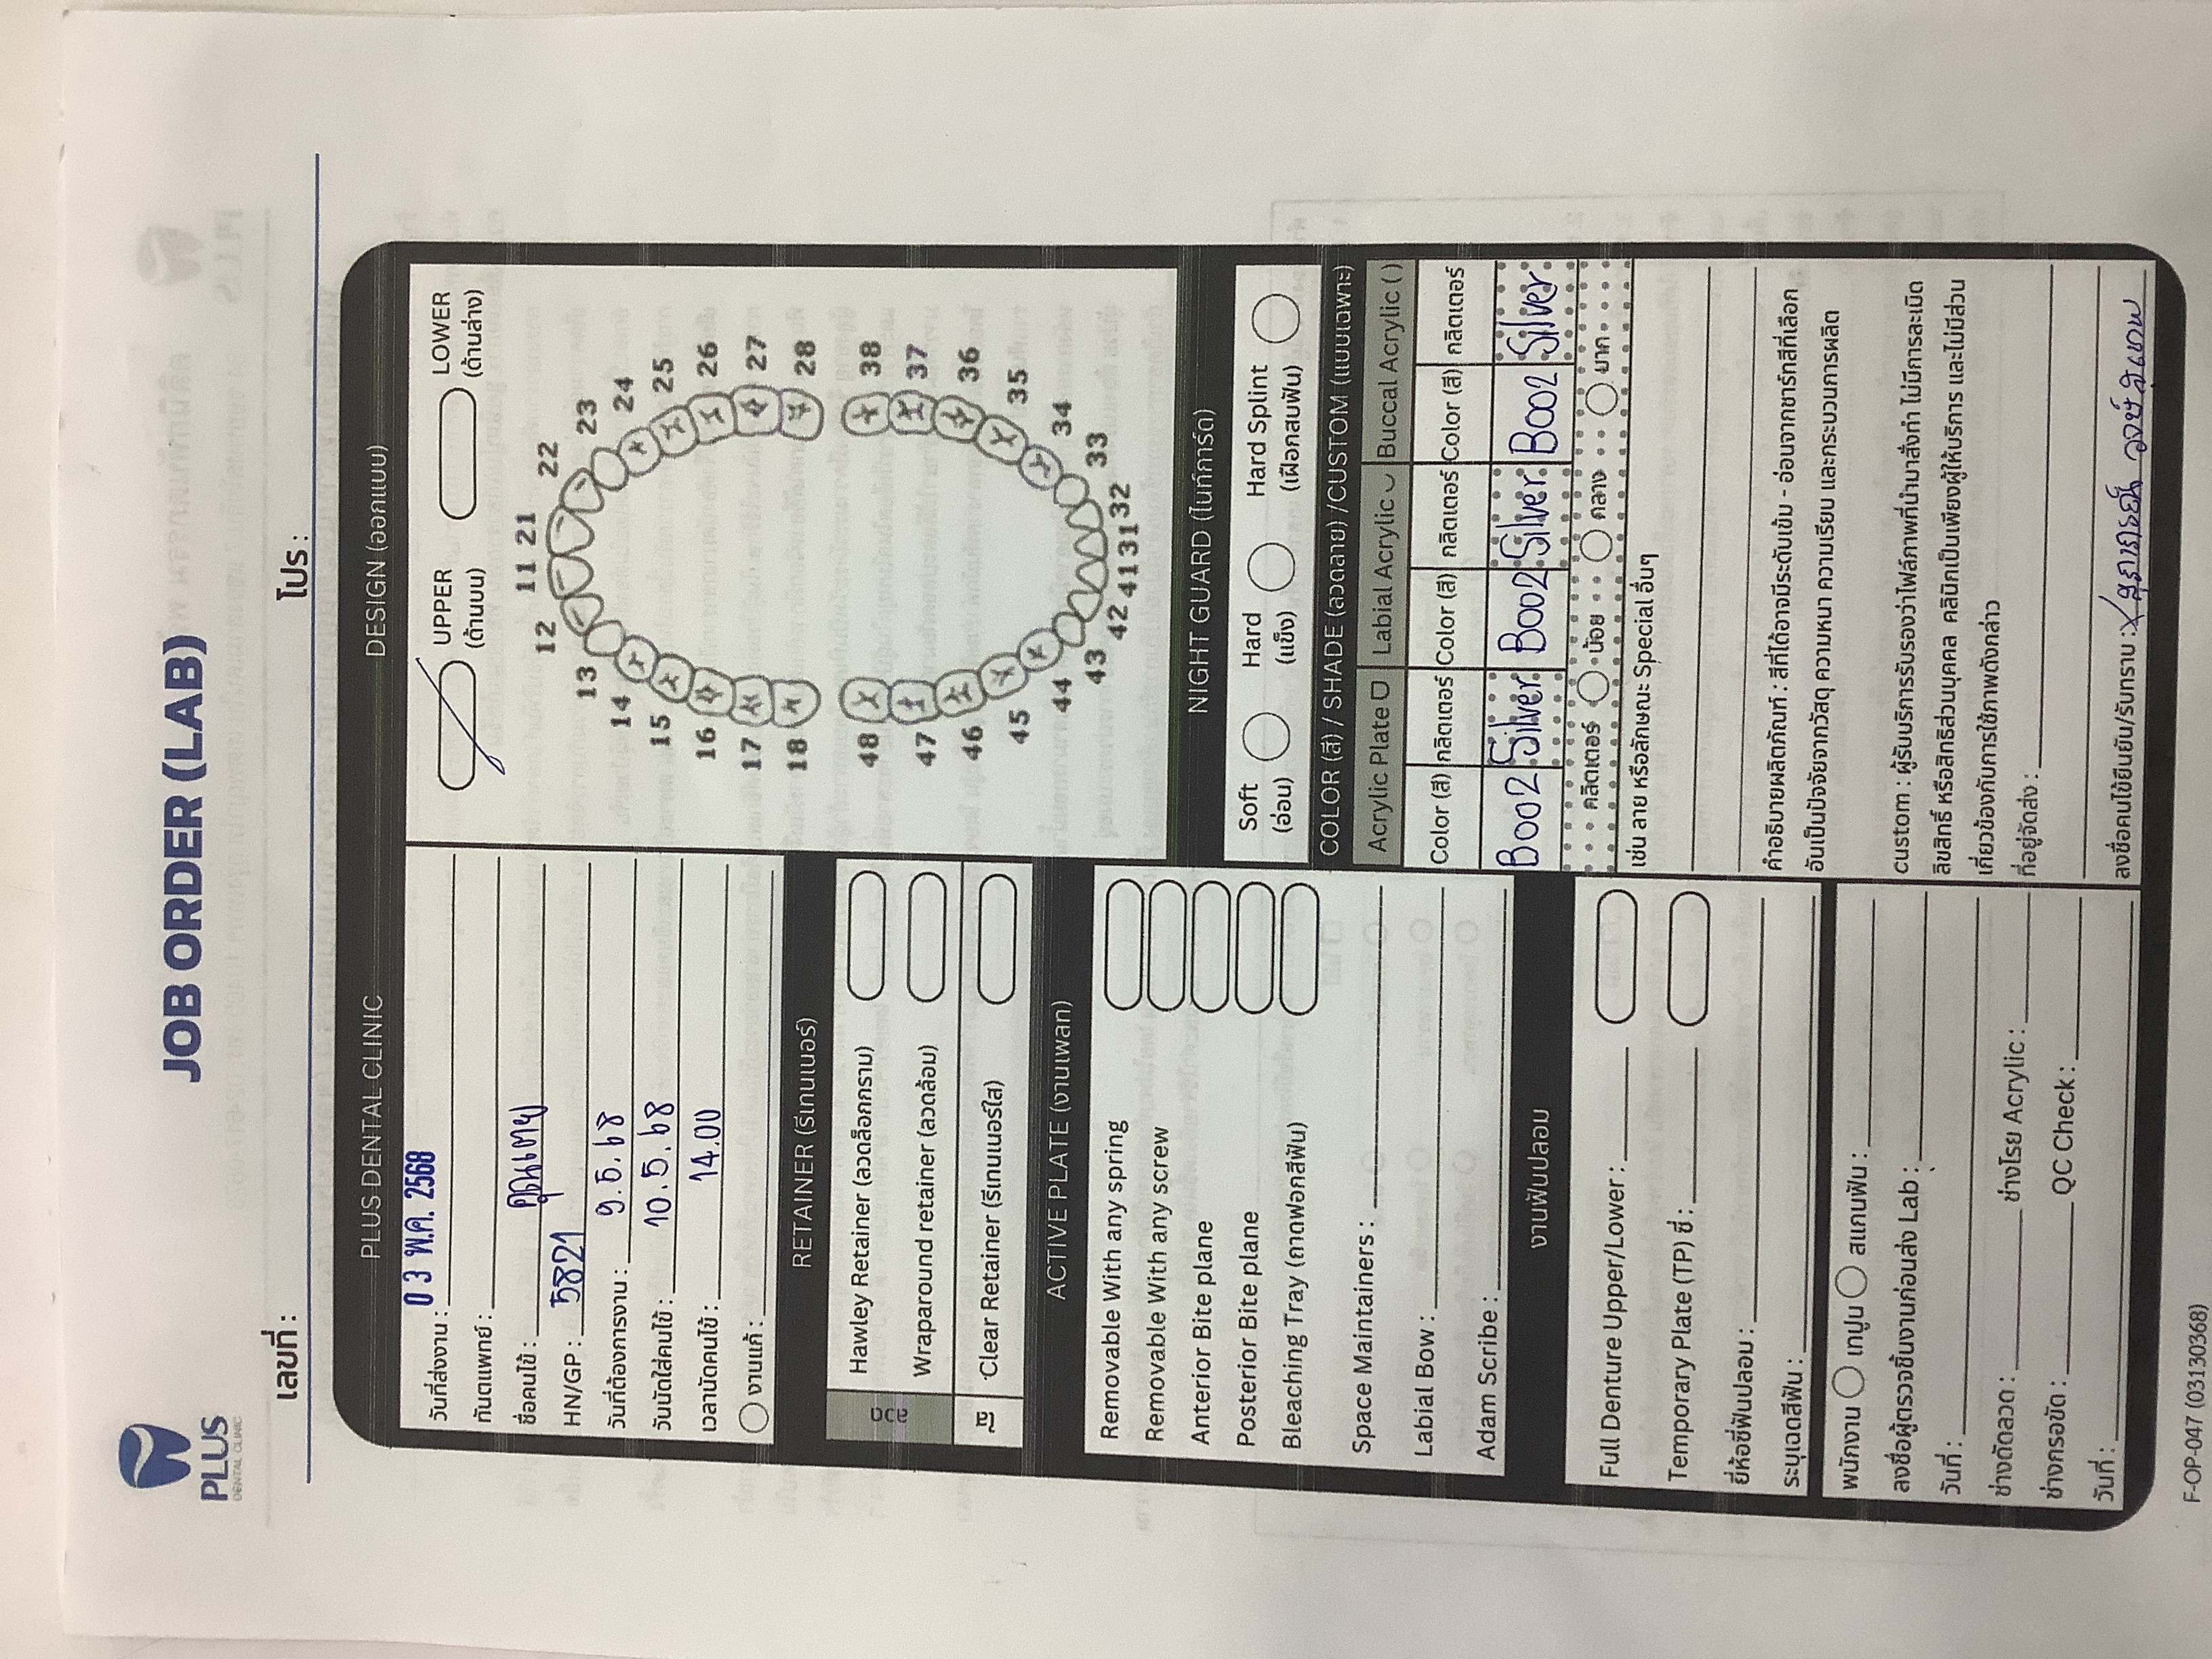 PLUS
DENTAL CLINIC
JOB ORDER (LAB)
เลขที่ :
โปร :
PLUS DENTAL CLINIC
วันที่ส่งงาน : 03 พ.ค. 2568
ทันตแพทย์ :
ชื่อคนไข้ : คุณเตย
HN/GP : 5821
วันที่ต้องการงาน : 9.5.68
วันนัดใส่คนไข้ : 10.5.68
เวลานัดคนไข้ : 14.00
งานแก้ :
RETAINER (รีเทนเนอร์)
ลวด
Hawley Retainer (ลวดล็อกกราม)
Wraparound retainer (ลวดล้อม)
ใส
Clear Retainer (รีเทนเนอร์ใส)
ACTIVE PLATE (งานเพลท)
Removable With any spring
Removable With any screw
Anterior Bite plane
Posterior Bite plane
Bleaching Tray (ถาดฟอกสีฟัน)
Space Maintainers :
Labial Bow :
Adam Scribe :
งานฟันปลอม
Full Denture Upper/Lower :
Temporary Plate (TP) ซี่ :
ยี่ห้อซี่ฟันปลอม :
ระบุเฉดสีฟัน :
พนักงาน เทปูน สแกนฟัน :
ลงชื่อผู้ตรวจชิ้นงานก่อนส่ง Lab :
วันที่ :
ช่างดัดลวด : ช่างโรย Acrylic :
ช่างกรอขัด : QC Check :
วันที่ :
DESIGN (ออกแบบ)
UPPER LOWER
(ด้านบน) (ด้านล่าง)
11 21
12 22
13 23
14 24
15 25
16 26
17 27
18 28
48 38
47 37
46 36
45 35
44 34
43 33
42 41 31 32
NIGHT GUARD (ไนท์การ์ด)
Soft Hard Hard Splint
(อ่อน) (แข็ง) (เฝือกสบฟัน)
COLOR (สี) / SHADE (ลวดลาย) /CUSTOM (แบบเฉพาะ)
Acrylic Plate Labial Acrylic Buccal Acrylic ( )
Color (สี) กลิตเตอร์ Color (สี) กลิตเตอร์ Color (สี) กลิตเตอร์
B002 Silver B002 Silver B002 Silver
คลิตเตอร์ น้อย กลาง มาก
เช่น ลาย หรือลักษณะ Special อื่นๆ
คำอธิบายผลิตภัณฑ์ : สีที่ได้อาจมีระดับเข้ม - อ่อนจากชาร์ทสีที่เลือก
อันเป็นปัจจัยจากวัสดุ ความหนา ความเรียบ และกระบวนการผลิต
custom : ผู้รับบริการรับรองว่าไฟล์ภาพที่นำมาสั่งทำ ไม่มีการละเมิด
ลิขสิทธิ์ หรือสิทธิส่วนบุคคล คลินิกเป็นเพียงผู้ให้บริการ และไม่มีส่วน
เกี่ยวข้องกับการใช้ภาพดังกล่าว
ที่อยู่จัดส่ง :
ลงชื่อคนไข้ยืนยัน/รับทราบ : สุภาภรณ์
F-OP-047 (03130368)